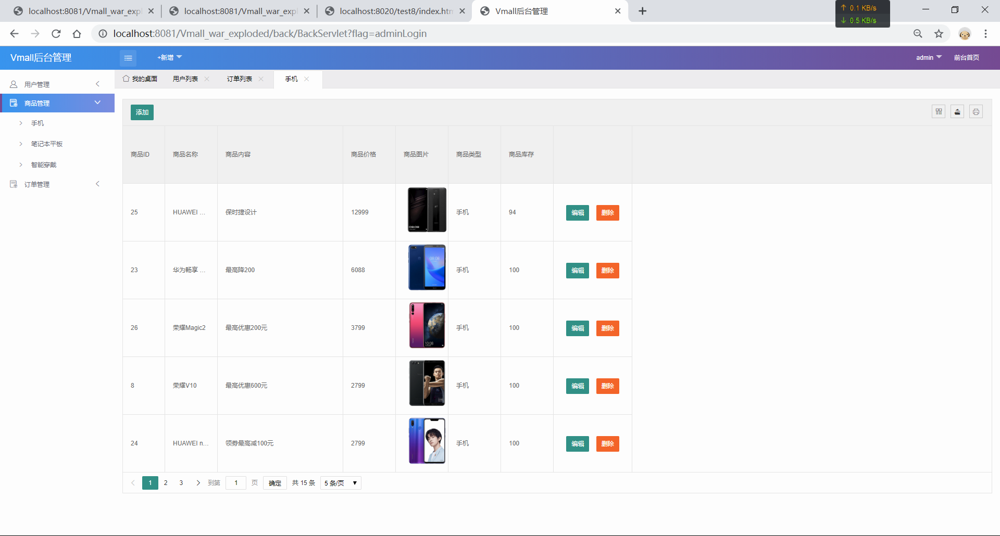 localhost:8081/Vmall_war_expl
localhost:8081/Vmall_war_expl
localhost:8020/test8/index.htm
Vmall后台管理
↑ 0.1 KB/s
↓ 0.5 KB/s
localhost:8081/Vmall_war_exploded/back/BackServlet?flag=adminLogin
Vmall后台管理
+新增
admin
前台首页
我的桌面
用户列表
订单列表
手机
用户管理
商品管理
手机
笔记本平板
智能穿戴
订单管理
添加
商品ID 商品名称 商品内容 商品价格 商品图片 商品类型 商品库存
25 HUAWEI ... 保时捷设计 12999 手机 94 编辑 删除
23 华为畅享 ... 最高降200 6088 手机 100 编辑 删除
26 荣耀Magic2 最高优惠200元 3799 手机 100 编辑 删除
8 荣耀V10 最高优惠600元 2799 手机 100 编辑 删除
24 HUAWEI n... 领券最高减100元 2799 手机 100 编辑 删除
1 2 3 到第 1 页 确定 共 15 条 5 条/页